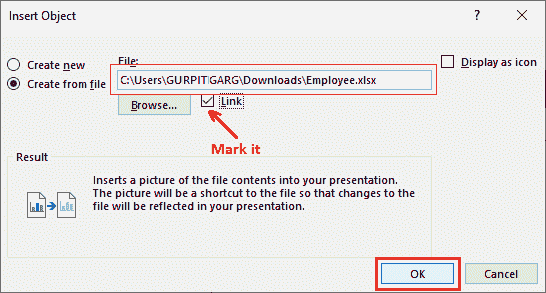 Insert Object
Create new
Create from file
File:
C:\Users\GURPIT|GARG\Downloads\Employee.xlsx
Display as icon
Browse...
Link
Mark it
Result
Inserts a picture of the file contents into your presentation.
The picture will be a shortcut to the file so that changes to the
file will be reflected in your presentation.
OK
Cancel